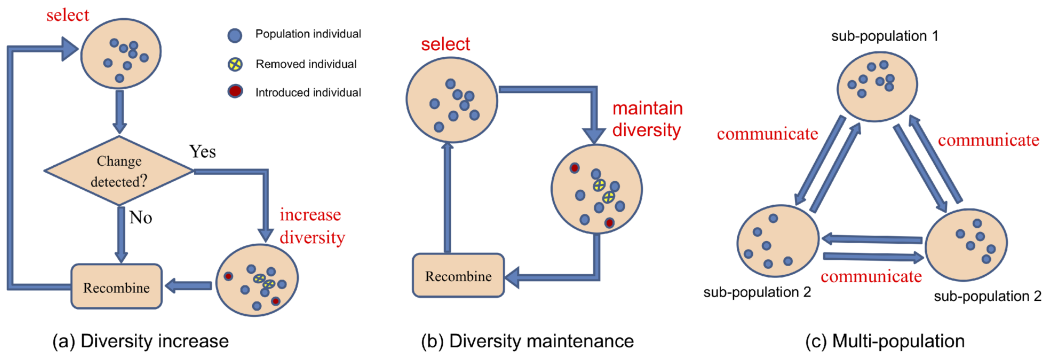 select
Population individual
Removed individual
Introduced individual
Change
detected?
Yes
No
increase
diversity
Recombine
(a) Diversity increase
select
maintain
diversity
Recombine
(b) Diversity maintenance
sub-population 1
communicate
communicate
communicate
sub-population 2
sub-population 2
(c) Multi-population